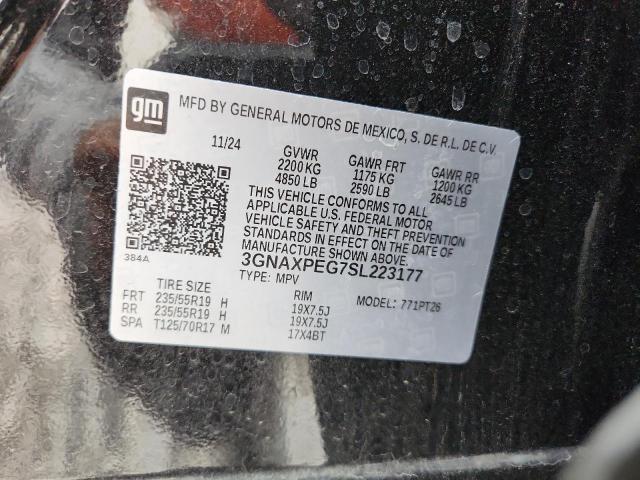 gm
MFD BY GENERAL MOTORS DE MEXICO, S. DE R.L. DE C.V.
11/24 GVWR GAWR FRT GAWR RR
2200 KG 1175 KG 1200 KG
4850 LB 2590 LB 2645 LB
THIS VEHICLE CONFORMS TO ALL
APPLICABLE U.S. FEDERAL MOTOR
VEHICLE SAFETY AND THEFT PREVENTION
STANDARDS IN EFFECT ON THE DATE OF
MANUFACTURE SHOWN ABOVE.
384A
3GNAXPEG7SL223177
TYPE: MPV
TIRE SIZE RIM MODEL: 771PT26
FRT 235/55R19 H 19X7.5J
RR 235/55R19 H 19X7.5J
SPA T125/70R17 M 17X4BT